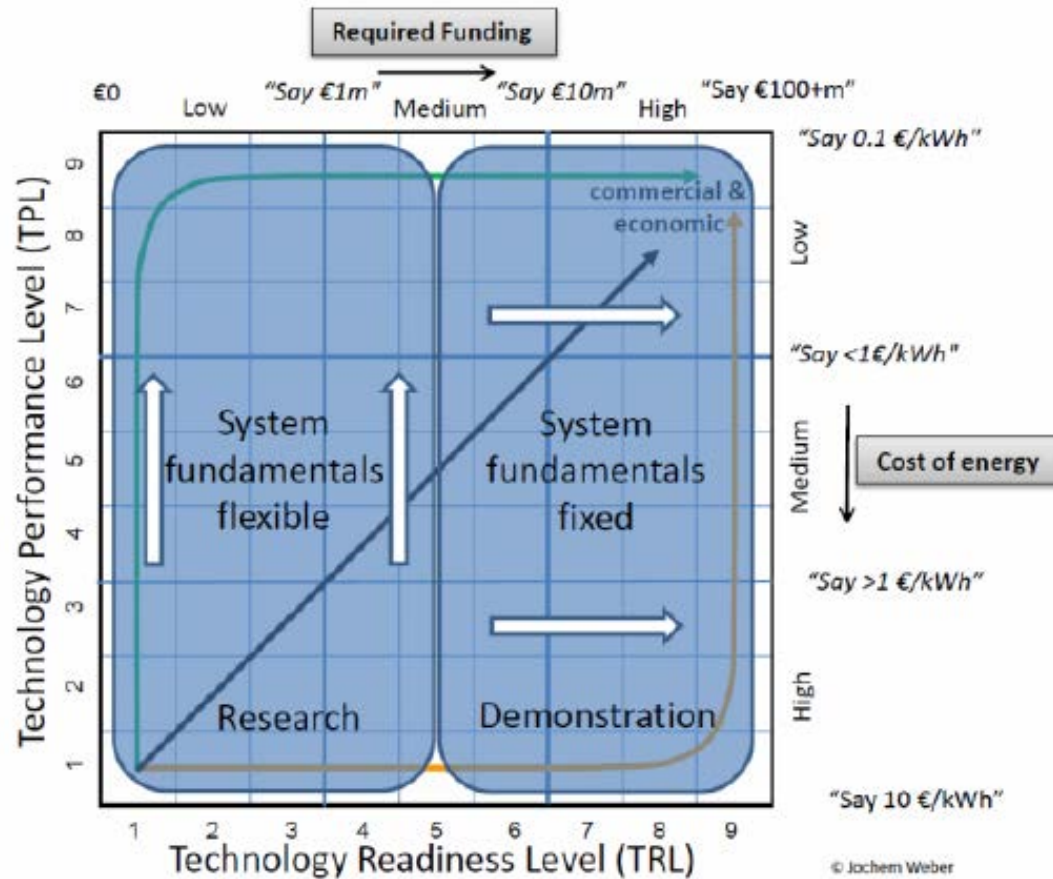 Required Funding
€0
Low
"Say €1m"
Medium
"Say €10m"
High
"Say €100+m"
Technology Performance Level (TPL)
9
8
7
6
5
4
3
2
1
commercial &
economic
System
fundamentals
flexible
System
fundamentals
fixed
Research
Demonstration
"Say 0.1 €/kWh"
Low
"Say <1€/kWh"
Medium
Cost of energy
"Say >1 €/kWh"
High
"Say 10 €/kWh"
1 2 3 4 5 6 7 8 9
Technology Readiness Level (TRL)
© Jochem Weber